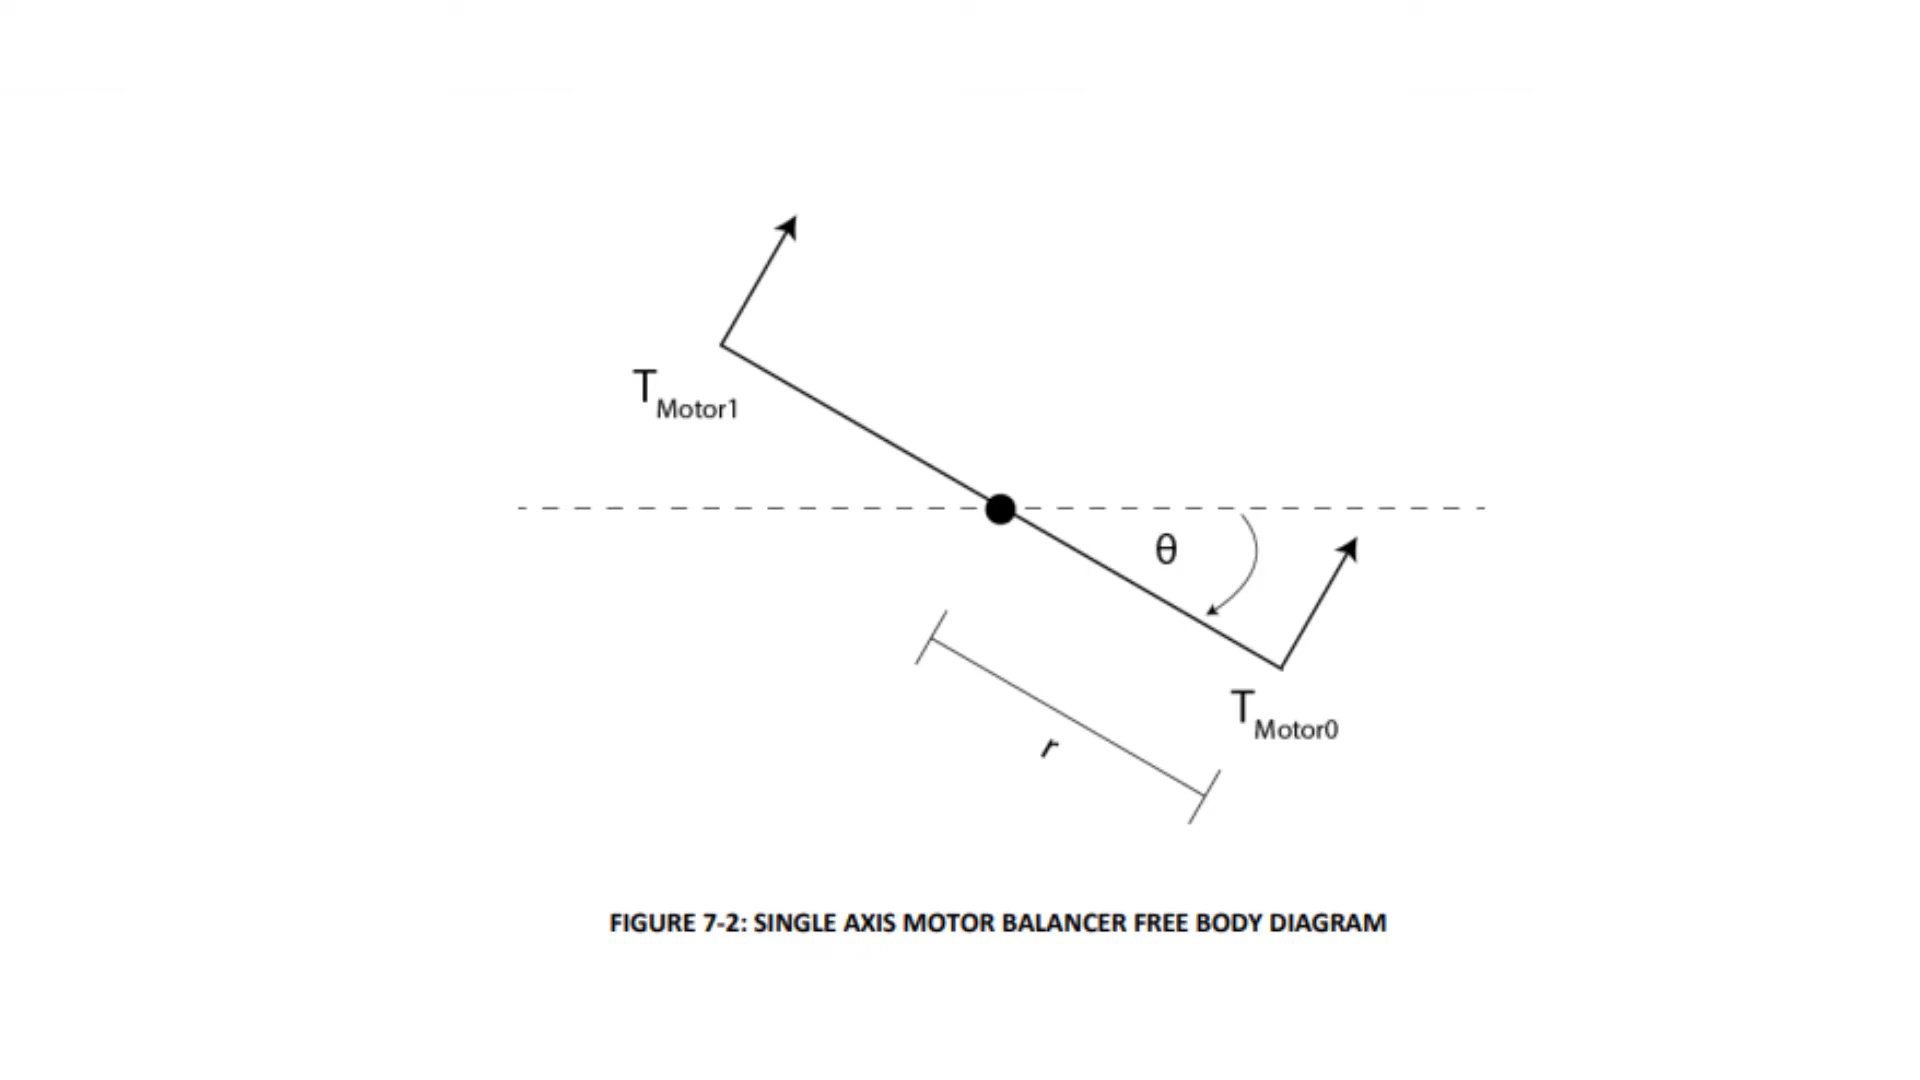 T Motor1
θ
T Motor0
r
FIGURE 7-2: SINGLE AXIS MOTOR BALANCER FREE BODY DIAGRAM